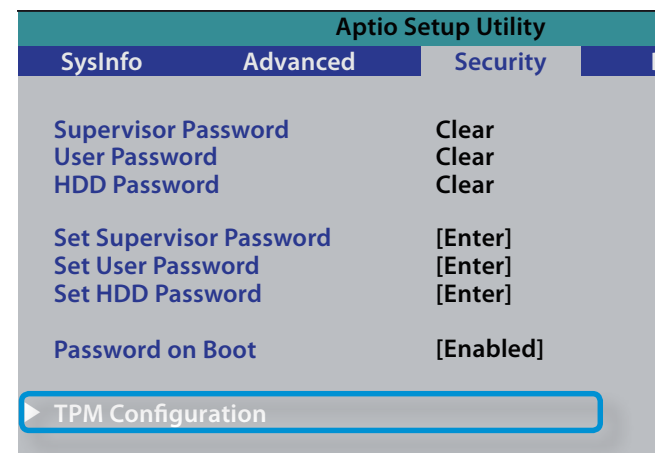 Aptio Setup Utility
SysInfo Advanced Security
Supervisor Password Clear
User Password Clear
HDD Password Clear
Set Supervisor Password [Enter]
Set User Password [Enter]
Set HDD Password [Enter]
Password on Boot [Enabled]
TPM Configuration